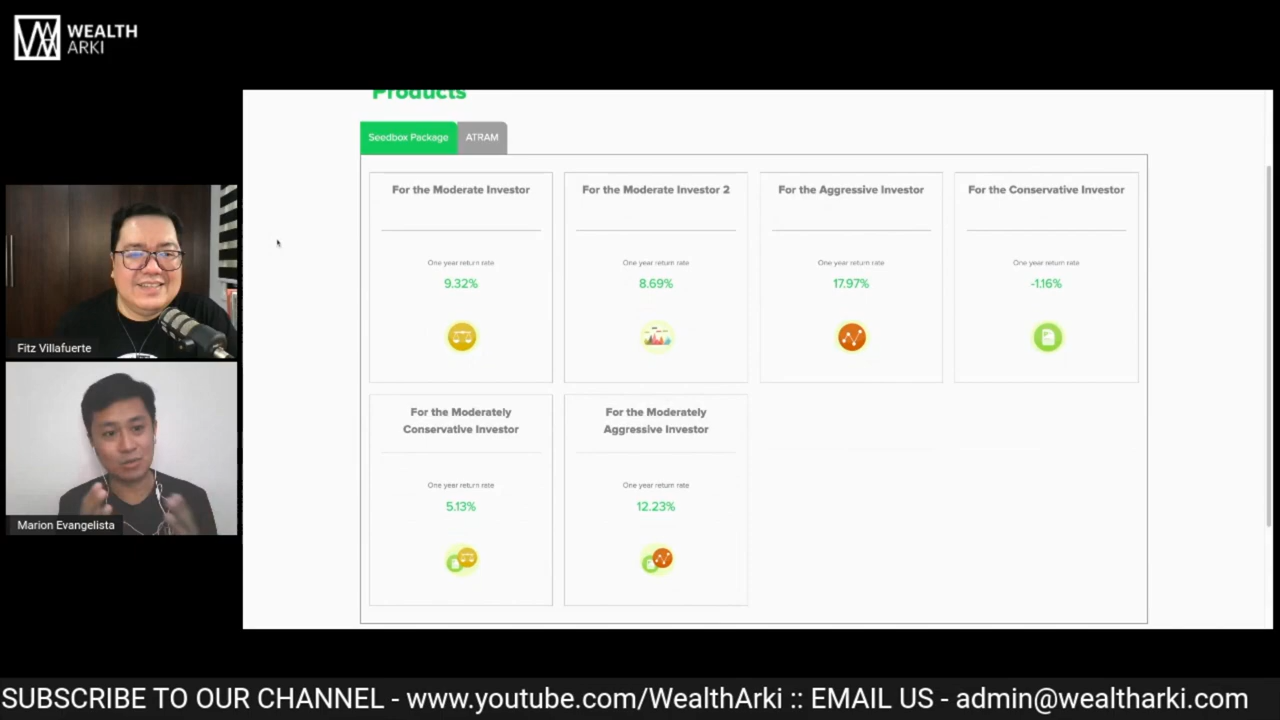 WEALTH
ARKI
Products
Seedbox Package
ATRAM
For the Moderate Investor
One year return rate
9.32%
For the Moderate Investor 2
One year return rate
8.69%
For the Aggressive Investor
One year return rate
17.97%
For the Conservative Investor
One year return rate
-1.16%
For the Moderately
Conservative Investor
One year return rate
5.13%
For the Moderately
Aggressive Investor
One year return rate
12.23%
Fitz Villafuerte
Marion Evangelista
SUBSCRIBE TO OUR CHANNEL - www.youtube.com/WealthArki :: EMAIL US - admin@wealtharki.com